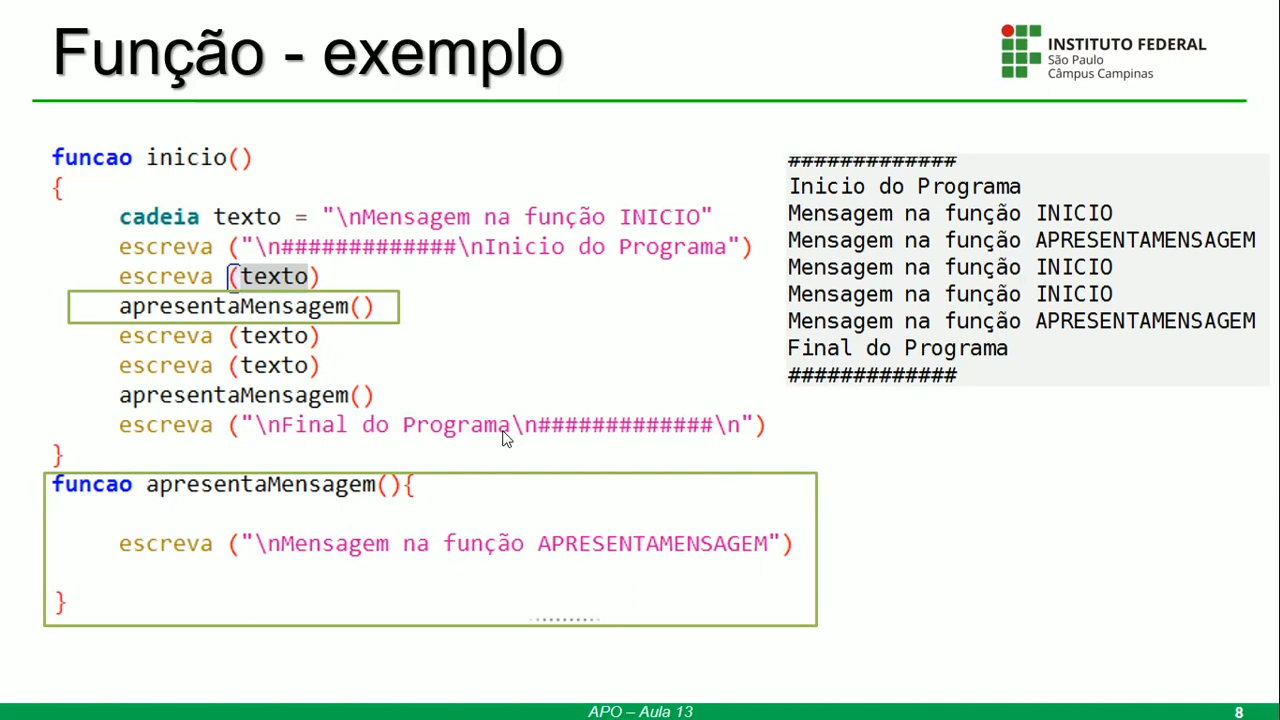 Função - exemplo
INSTITUTO FEDERAL
São Paulo
Câmpus Campinas
funcao inicio()
{
cadeia texto = "\nMensagem na função INICIO"
escreva ("\n#############\nInicio do Programa")
escreva (texto)
apresentaMensagem()
escreva (texto)
escreva (texto)
apresentaMensagem()
escreva ("\nFinal do Programa\n#############\n")
}
funcao apresentaMensagem(){
escreva ("\nMensagem na função APRESENTAMENSAGEM")
}
#############
Inicio do Programa
Mensagem na função INICIO
Mensagem na função APRESENTAMENSAGEM
Mensagem na função INICIO
Mensagem na função INICIO
Mensagem na função APRESENTAMENSAGEM
Final do Programa
#############
APO – Aula 13
8